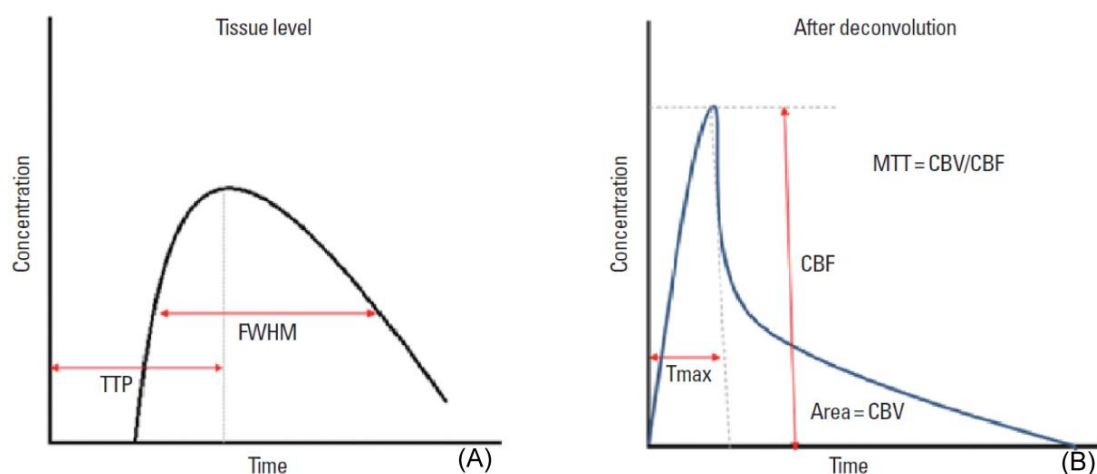 Tissue level
Concentration
FWHM
TTP
Time
(A)
After deconvolution
Concentration
MTT = CBV/CBF
CBF
Tmax
Area = CBV
Time
(B)